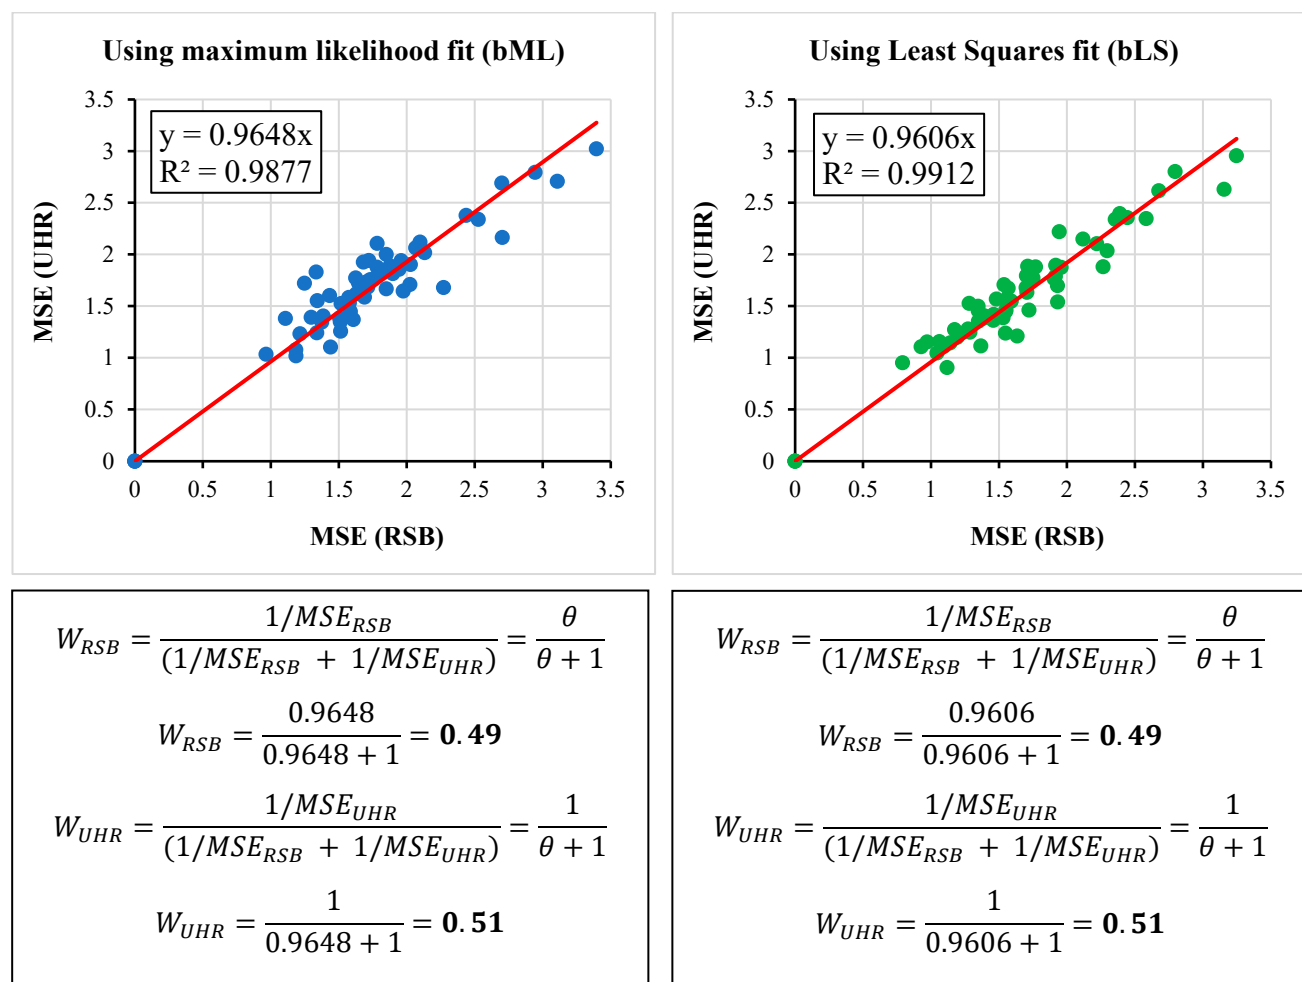 Using maximum likelihood fit (bML)
y = 0.9648x
R² = 0.9877
3.5
3
2.5
2
1.5
1
0.5
0
0 0.5 1 1.5 2 2.5 3 3.5
MSE (UHR)
MSE (RSB)
Using Least Squares fit (bLS)
y = 0.9606x
R² = 0.9912
3.5
3
2.5
2
1.5
1
0.5
0
0 0.5 1 1.5 2 2.5 3 3.5
MSE (UHR)
MSE (RSB)
W_RSB = (1/MSE_RSB) / (1/MSE_RSB + 1/MSE_UHR) = θ / (θ + 1)
W_RSB = 0.9648 / (0.9648 + 1) = 0.49
W_UHR = (1/MSE_UHR) / (1/MSE_RSB + 1/MSE_UHR) = 1 / (θ + 1)
W_UHR = 1 / (0.9648 + 1) = 0.51
W_RSB = (1/MSE_RSB) / (1/MSE_RSB + 1/MSE_UHR) = θ / (θ + 1)
W_RSB = 0.9606 / (0.9606 + 1) = 0.49
W_UHR = (1/MSE_UHR) / (1/MSE_RSB + 1/MSE_UHR) = 1 / (θ + 1)
W_UHR = 1 / (0.9606 + 1) = 0.51